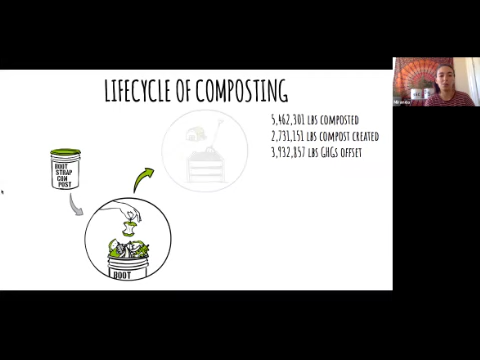 LIFECYCLE OF COMPOSTING
5,462,301 LBS COMPOSTED
2,731,151 LBS COMPOST CREATED
3,932,857 LBS GHGS OFFSET
BOOT
STRAP
COM
POST
BOOT